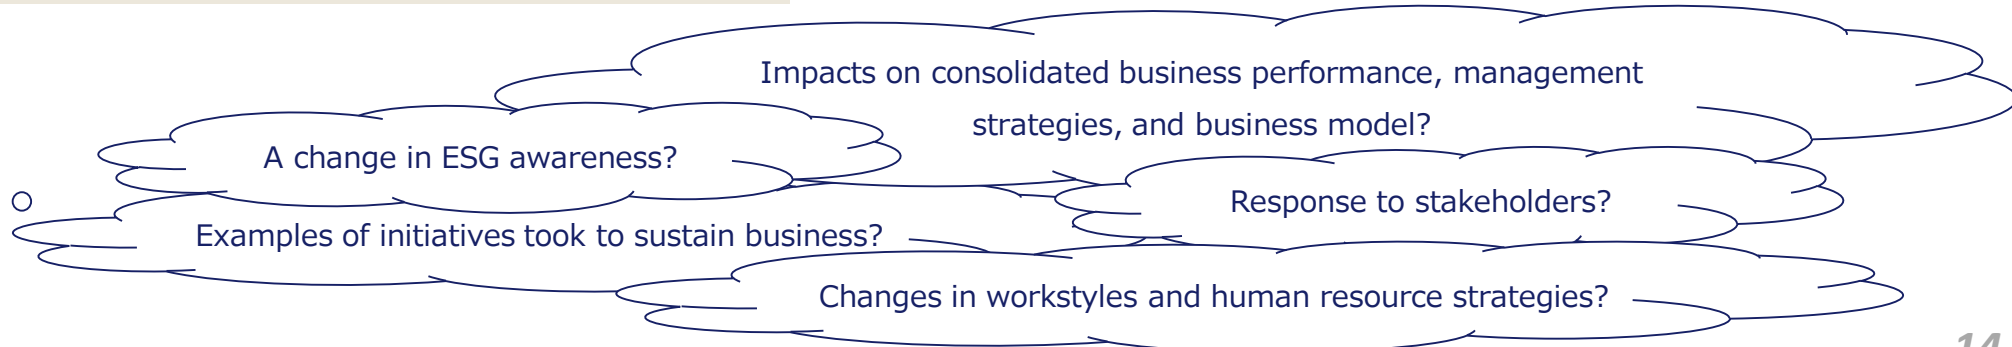 Impacts on consolidated business performance, management
strategies, and business model?
A change in ESG awareness?
Response to stakeholders?
Examples of initiatives took to sustain business?
Changes in workstyles and human resource strategies?
14